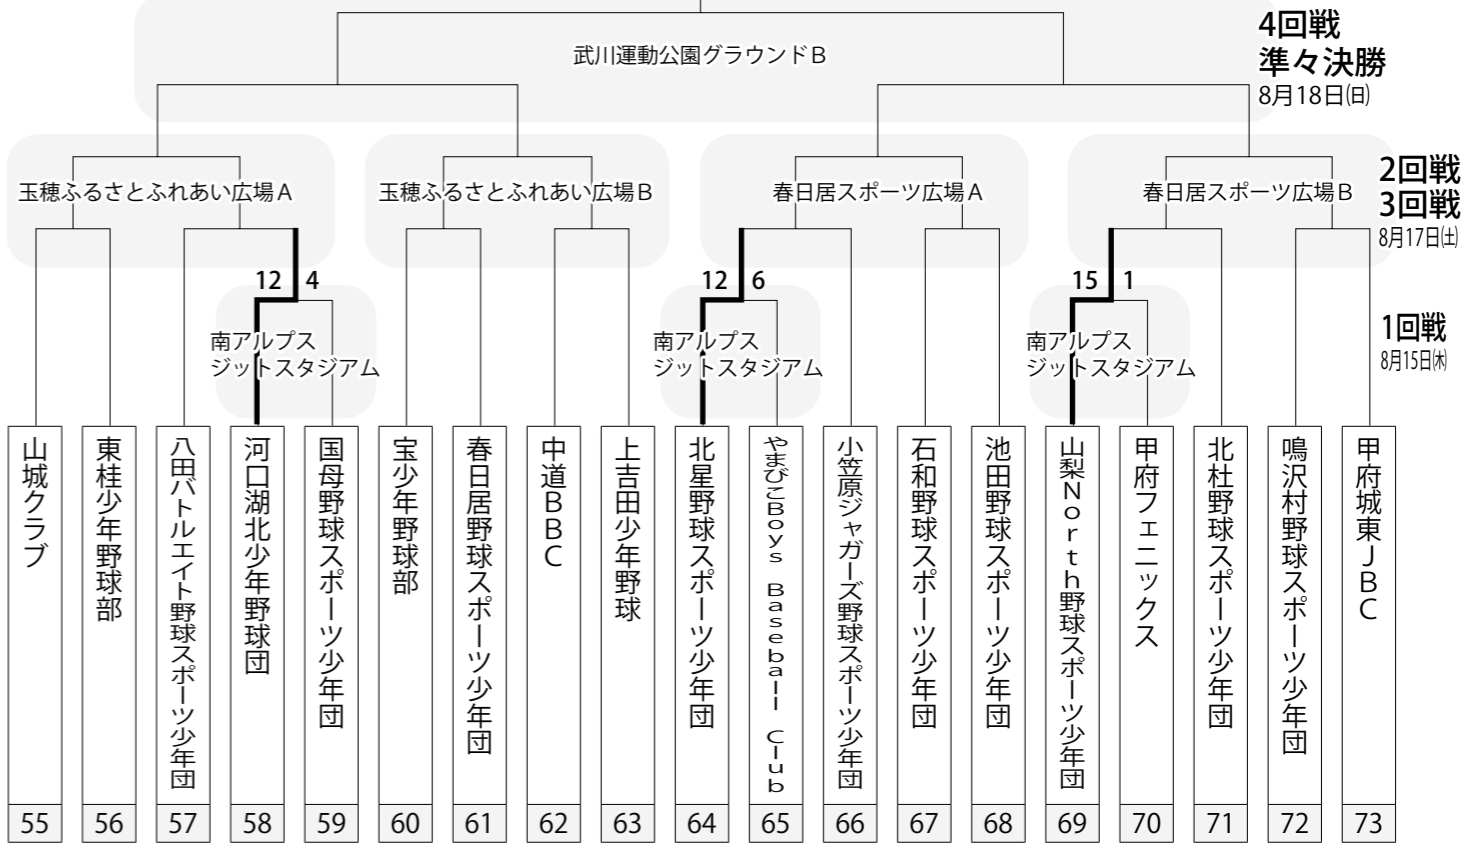 武川運動公園グラウンドB
4回戦
準々決勝
8月18日(日)
玉穂ふるさとふれあい広場A
玉穂ふるさとふれあい広場B
春日居スポーツ広場A
春日居スポーツ広場B
2回戦
3回戦
8月17日(土)
12 4
12 6
15 1
南アルプス
ジットスタジアム
南アルプス
ジットスタジアム
南アルプス
ジットスタジアム
1回戦
8月15日(木)
山城クラブ
東桂少年野球部
八田バトルエイト野球スポーツ少年団
河口湖北少年野球団
国母野球スポーツ少年団
宝少年野球部
春日居野球スポーツ少年団
中道BBC
上吉田少年野球
北星野球スポーツ少年団
やまびこBoys Baseball Club
小笠原ジャガーズ野球スポーツ少年団
石和野球スポーツ少年団
池田野球スポーツ少年団
山梨North野球スポーツ少年団
甲府フェニックス
北杜野球スポーツ少年団
鳴沢村野球スポーツ少年団
甲府城東JBC
55 56 57 58 59 60 61 62 63 64 65 66 67 68 69 70 71 72 73